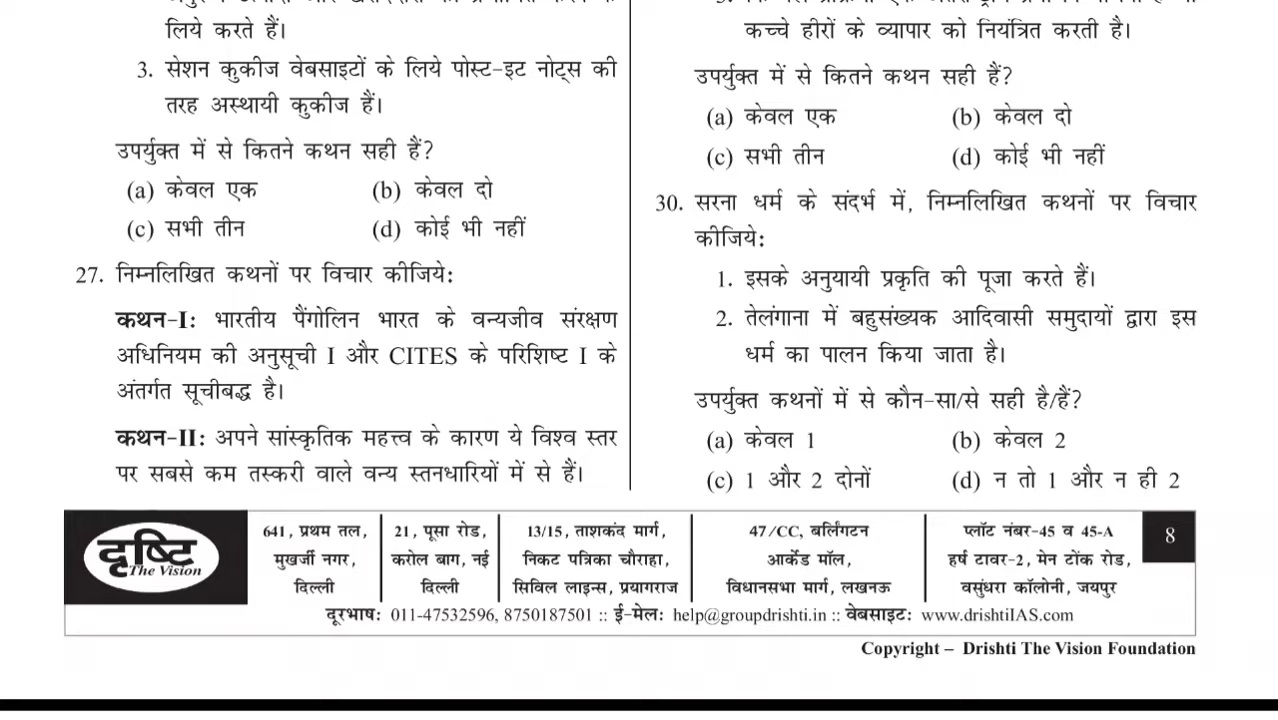 लिये करते हैं।
3. सेशन कुकीज वेबसाइटों के लिये पोस्ट-इट नोट्स की
तरह अस्थायी कुकीज हैं।
उपर्युक्त में से कितने कथन सही हैं?
(a) केवल एक (b) केवल दो
(c) सभी तीन (d) कोई भी नहीं
27. निम्नलिखित कथनों पर विचार कीजिये:
कथन-I: भारतीय पैंगोलिन भारत के वन्यजीव संरक्षण
अधिनियम की अनुसूची I और CITES के परिशिष्ट I के
अंतर्गत सूचीबद्ध है।
कथन-II: अपने सांस्कृतिक महत्त्व के कारण ये विश्व स्तर
पर सबसे कम तस्करी वाले वन्य स्तनधारियों में से हैं।
कच्चे हीरों के व्यापार को नियंत्रित करती है।
उपर्युक्त में से कितने कथन सही हैं?
(a) केवल एक (b) केवल दो
(c) सभी तीन (d) कोई भी नहीं
30. सरना धर्म के संदर्भ में, निम्नलिखित कथनों पर विचार
कीजिये:
1. इसके अनुयायी प्रकृति की पूजा करते हैं।
2. तेलंगाना में बहुसंख्यक आदिवासी समुदायों द्वारा इस
धर्म का पालन किया जाता है।
उपर्युक्त कथनों में से कौन-सा/से सही है/हैं?
(a) केवल 1 (b) केवल 2
(c) 1 और 2 दोनों (d) न तो 1 और न ही 2
दृष्टि
The Vision
641, प्रथम तल,
मुखर्जी नगर,
दिल्ली
21, पूसा रोड,
करोल बाग, नई
दिल्ली
13/15, ताशकंद मार्ग,
निकट पत्रिका चौराहा,
सिविल लाइन्स, प्रयागराज
47/CC, बर्लिंगटन
आर्केड मॉल,
विधानसभा मार्ग, लखनऊ
प्लॉट नंबर-45 व 45-A
हर्ष टावर-2, मेन टोंक रोड,
वसुंधरा कॉलोनी, जयपुर
8
दूरभाष: 011-47532596, 8750187501 :: ई-मेल: help@groupdrishti.in :: वेबसाइट: www.drishtiIAS.com
Copyright – Drishti The Vision Foundation